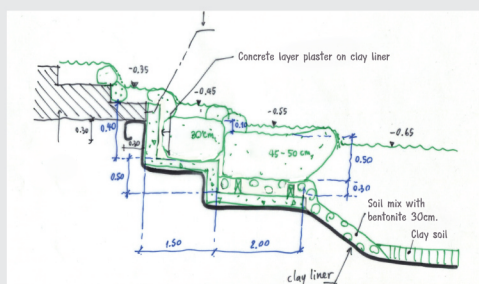 Concrete layer plaster on clay liner
-0.35
-0.45
-0.55
-0.65
0.10
80cm,
45-50 cm,
0.40
0.30
0.30
0.50
0.50
0.30
Soil mix with
bentonite 30cm.
Clay soil
1.50
2.00
clay liner